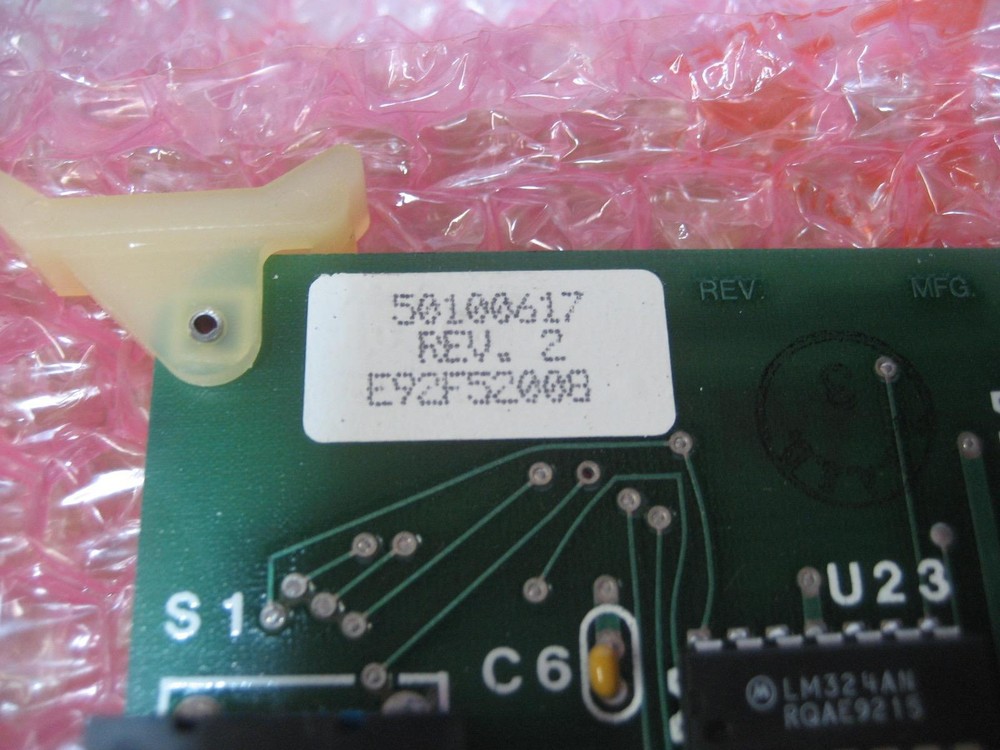 50100617
REV. 2
E92F52008
REV.
MFG.
S1
C6
U23
LM324AN
RQAE9215